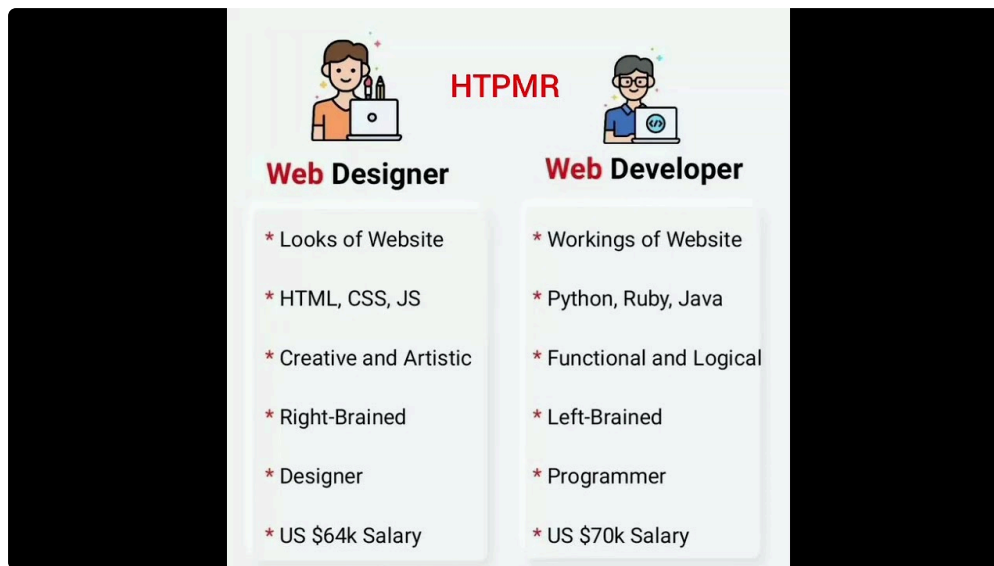 HTPMR
</>
Web Designer
* Looks of Website
* HTML, CSS, JS
* Creative and Artistic
* Right-Brained
* Designer
* US $64k Salary
Web Developer
* Workings of Website
* Python, Ruby, Java
* Functional and Logical
* Left-Brained
* Programmer
* US $70k Salary